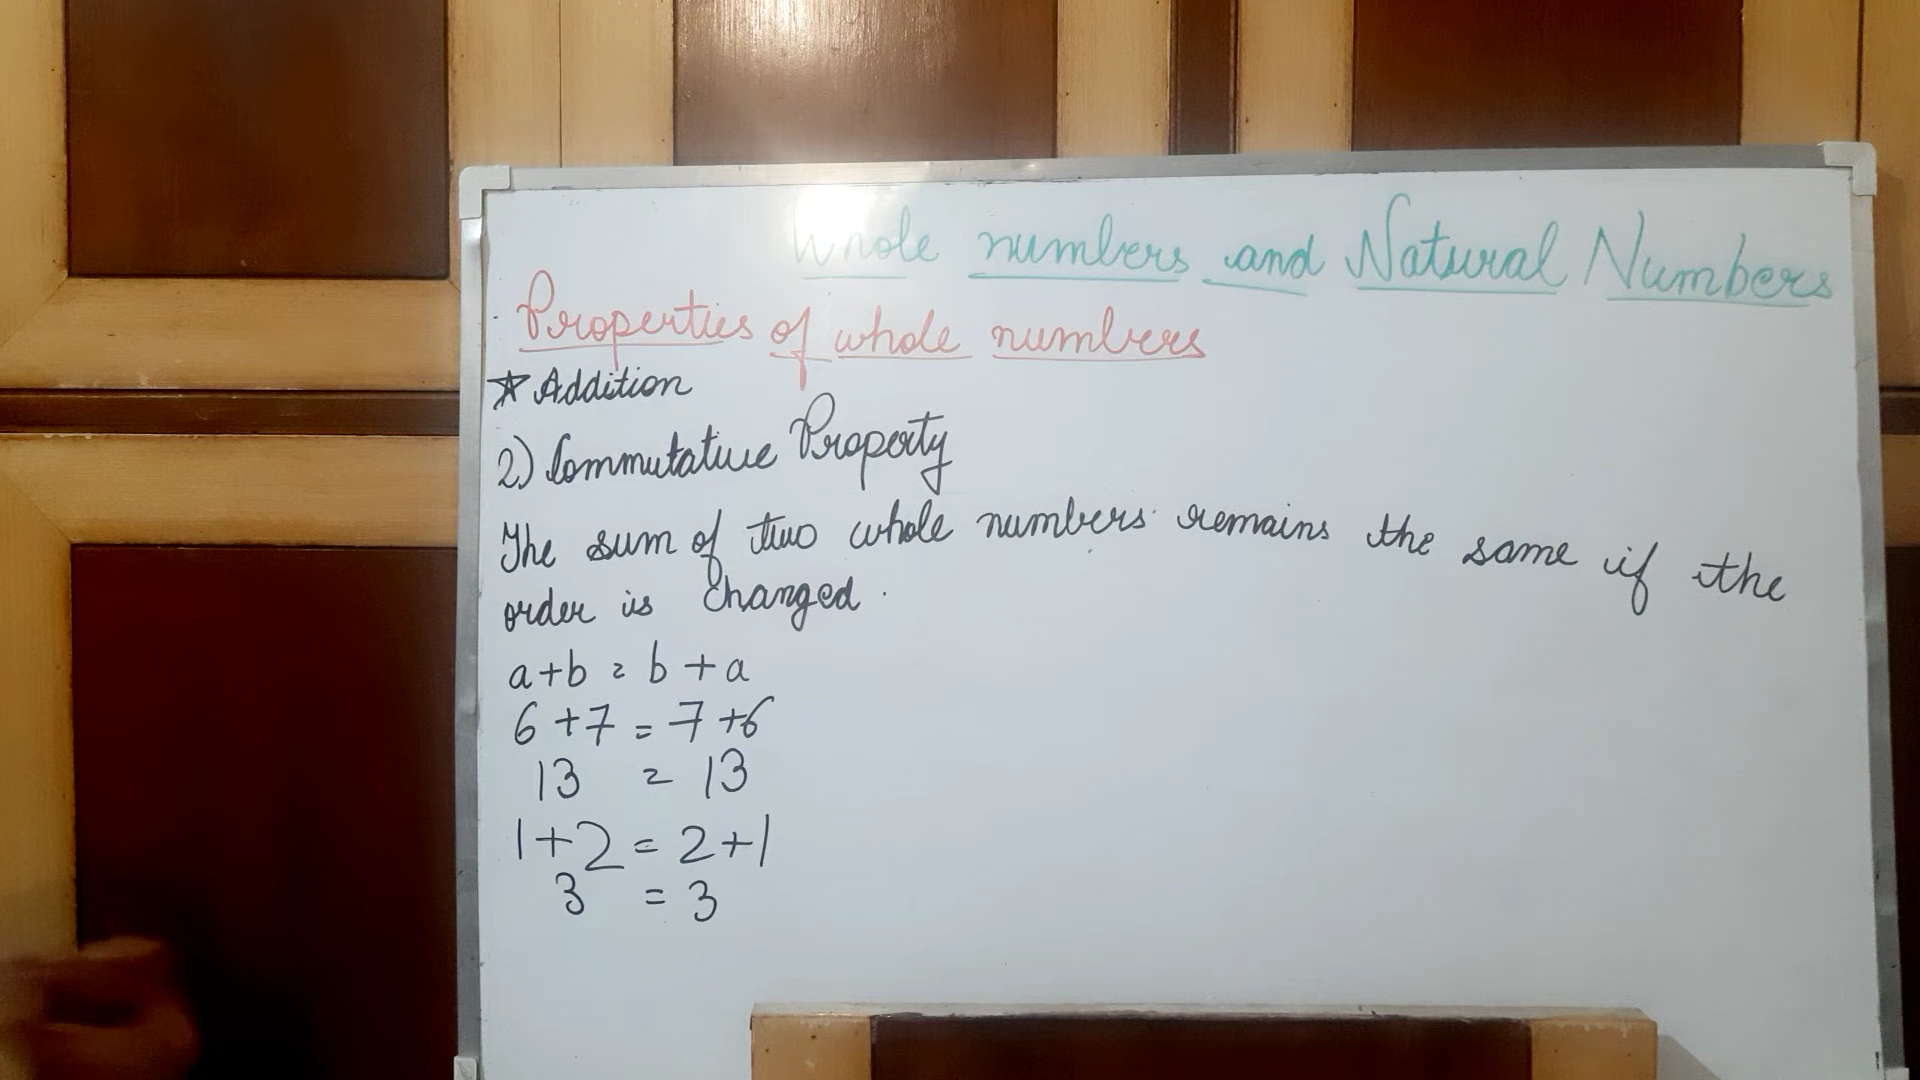 Whole numbers and Natural Numbers
Properties of whole numbers
☆ Addition
2) Commutative Property
The sum of two whole numbers remains the same if the
order is changed.
a+b = b + a
6+7 = 7+6
13 = 13
1+2 = 2+1
3 = 3